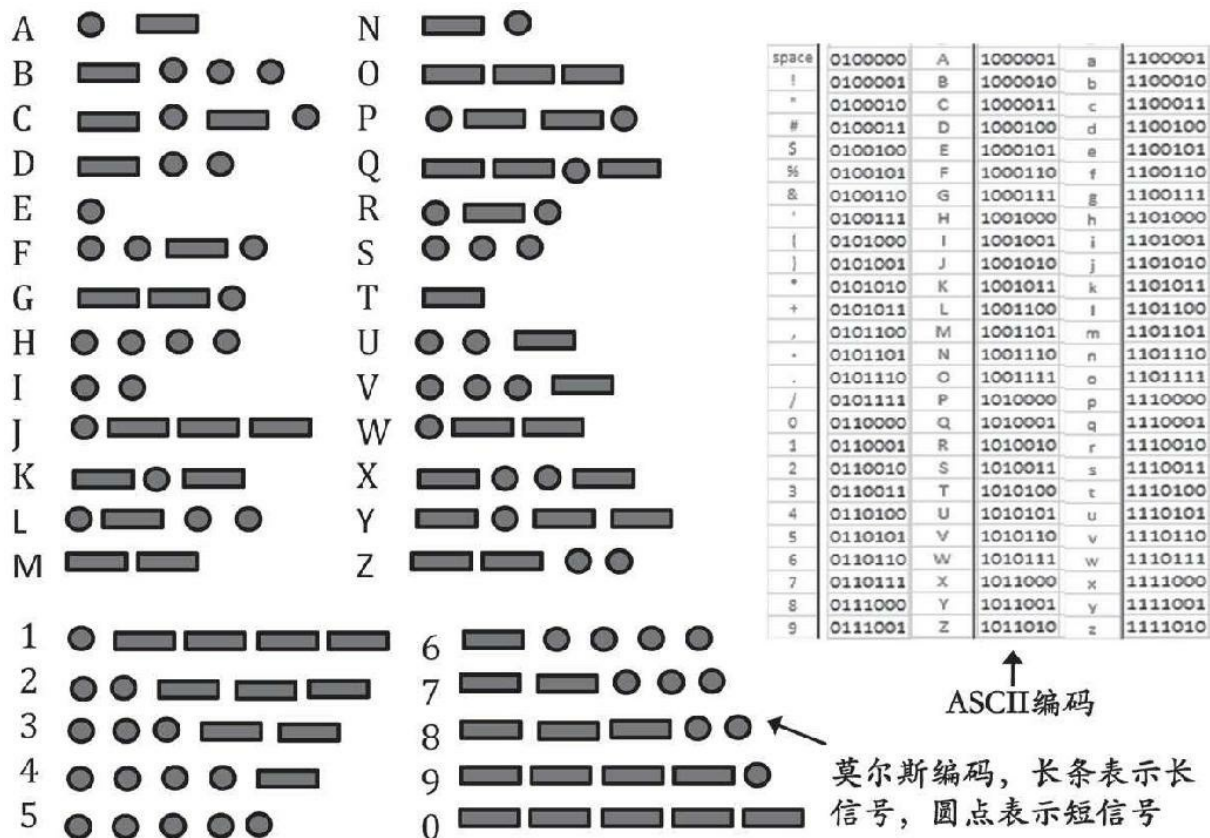 A N
B O
C P
D Q
E R
F S
G T
H U
I V
J W
K X
L Y
M Z
1 6
2 7
3 8
4 9
5 0
space 0100000 A 1000001 a 1100001
! 0100001 B 1000010 b 1100010
" 0100010 C 1000011 c 1100011
# 0100011 D 1000100 d 1100100
$ 0100100 E 1000101 e 1100101
% 0100101 F 1000110 f 1100110
& 0100110 G 1000111 g 1100111
' 0100111 H 1001000 h 1101000
( 0101000 I 1001001 i 1101001
) 0101001 J 1001010 j 1101010
* 0101010 K 1001011 k 1101011
+ 0101011 L 1001100 l 1101100
, 0101100 M 1001101 m 1101101
- 0101101 N 1001110 n 1101110
. 0101110 O 1001111 o 1101111
/ 0101111 P 1010000 p 1110000
0 0110000 Q 1010001 q 1110001
1 0110001 R 1010010 r 1110010
2 0110010 S 1010011 s 1110011
3 0110011 T 1010100 t 1110100
4 0110100 U 1010101 u 1110101
5 0110101 V 1010110 v 1110110
6 0110110 W 1010111 w 1110111
7 0110111 X 1011000 x 1111000
8 0111000 Y 1011001 y 1111001
9 0111001 Z 1011010 z 1111010
ASCII编码
莫尔斯编码，长条表示长
信号，圆点表示短信号